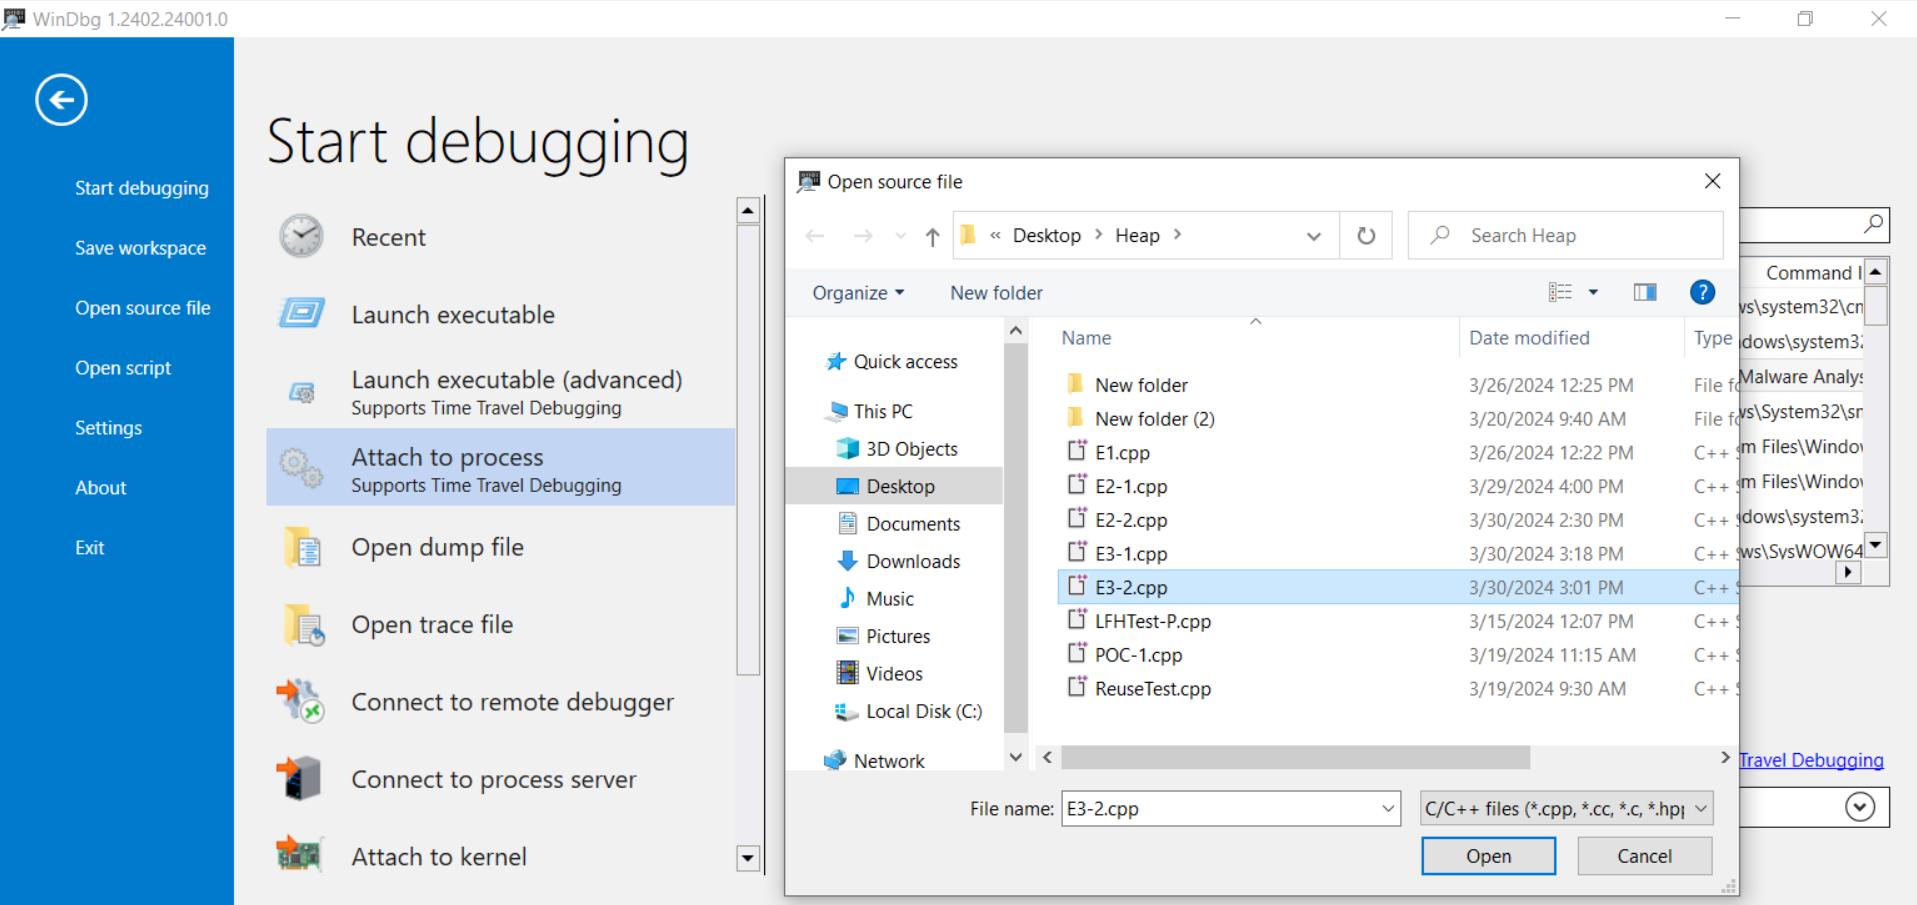 WinDbg 1.2402.24001.0
Start debugging
Save workspace
Open source file
Open script
Settings
About
Exit
Start debugging
Recent
Launch executable
Launch executable (advanced)
Supports Time Travel Debugging
Attach to process
Supports Time Travel Debugging
Open dump file
Open trace file
Connect to remote debugger
Connect to process server
Attach to kernel
Open source file
« Desktop > Heap >
Search Heap
Organize
New folder
?
Quick access
This PC
3D Objects
Desktop
Documents
Downloads
Music
Pictures
Videos
Local Disk (C:)
Network
Name Date modified Type
New folder 3/26/2024 12:25 PM File fo
New folder (2) 3/20/2024 9:40 AM File fo
E1.cpp 3/26/2024 12:22 PM C++ S
E2-1.cpp 3/29/2024 4:00 PM C++ S
E2-2.cpp 3/30/2024 2:30 PM C++ S
E3-1.cpp 3/30/2024 3:18 PM C++ S
E3-2.cpp 3/30/2024 3:01 PM C++ S
LFHTest-P.cpp 3/15/2024 12:07 PM C++ S
POC-1.cpp 3/19/2024 11:15 AM C++ S
ReuseTest.cpp 3/19/2024 9:30 AM C++ S
File name: E3-2.cpp
C/C++ files (*.cpp, *.cc, *.c, *.hpp
Open
Cancel
Command l
ws\system32\cm
dows\system32
Malware Analys
ws\System32\sm
m Files\Windov
m Files\Windov
dows\system32
ws\SysWOW64
Travel Debugging